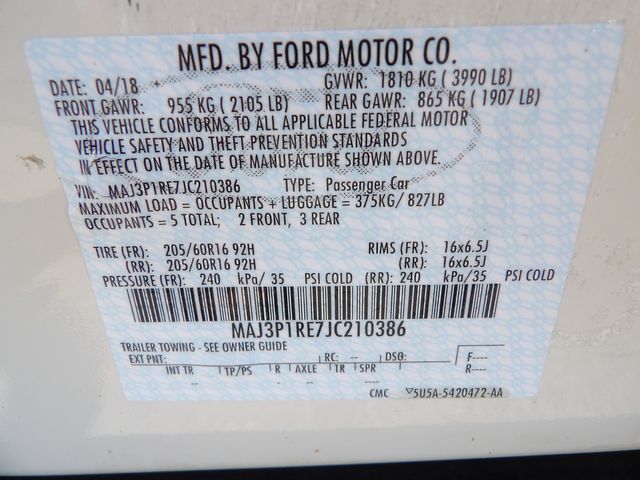 MFD. BY FORD MOTOR CO.
DATE: 04/18 GVWR: 1810 KG ( 3990 LB)
FRONT GAWR: 955 KG ( 2105 LB) REAR GAWR: 865 KG ( 1907 LB)
THIS VEHICLE CONFORMS TO ALL APPLICABLE FEDERAL MOTOR
VEHICLE SAFETY AND THEFT PREVENTION STANDARDS
IN EFFECT ON THE DATE OF MANUFACTURE SHOWN ABOVE.
VIN: MAJ3P1RE7JC210386 TYPE: Passenger Car
MAXIMUM LOAD = OCCUPANTS + LUGGAGE = 375KG/ 827LB
OCCUPANTS = 5 TOTAL; 2 FRONT, 3 REAR
TIRE (FR): 205/60R16 92H RIMS (FR): 16x6.5J
(RR): 205/60R16 92H (RR): 16x6.5J
PRESSURE (FR): 240 kPa/ 35 PSI COLD (RR): 240 kPa/35 PSI COLD
MAJ3P1RE7JC210386
TRAILER TOWING - SEE OWNER GUIDE
EXT PNT: RC: -- DSO: F----
INT TR TP/PS R AXLE TR SPR R----
-- -- -- --
CMC 5U5A-5420472-AA